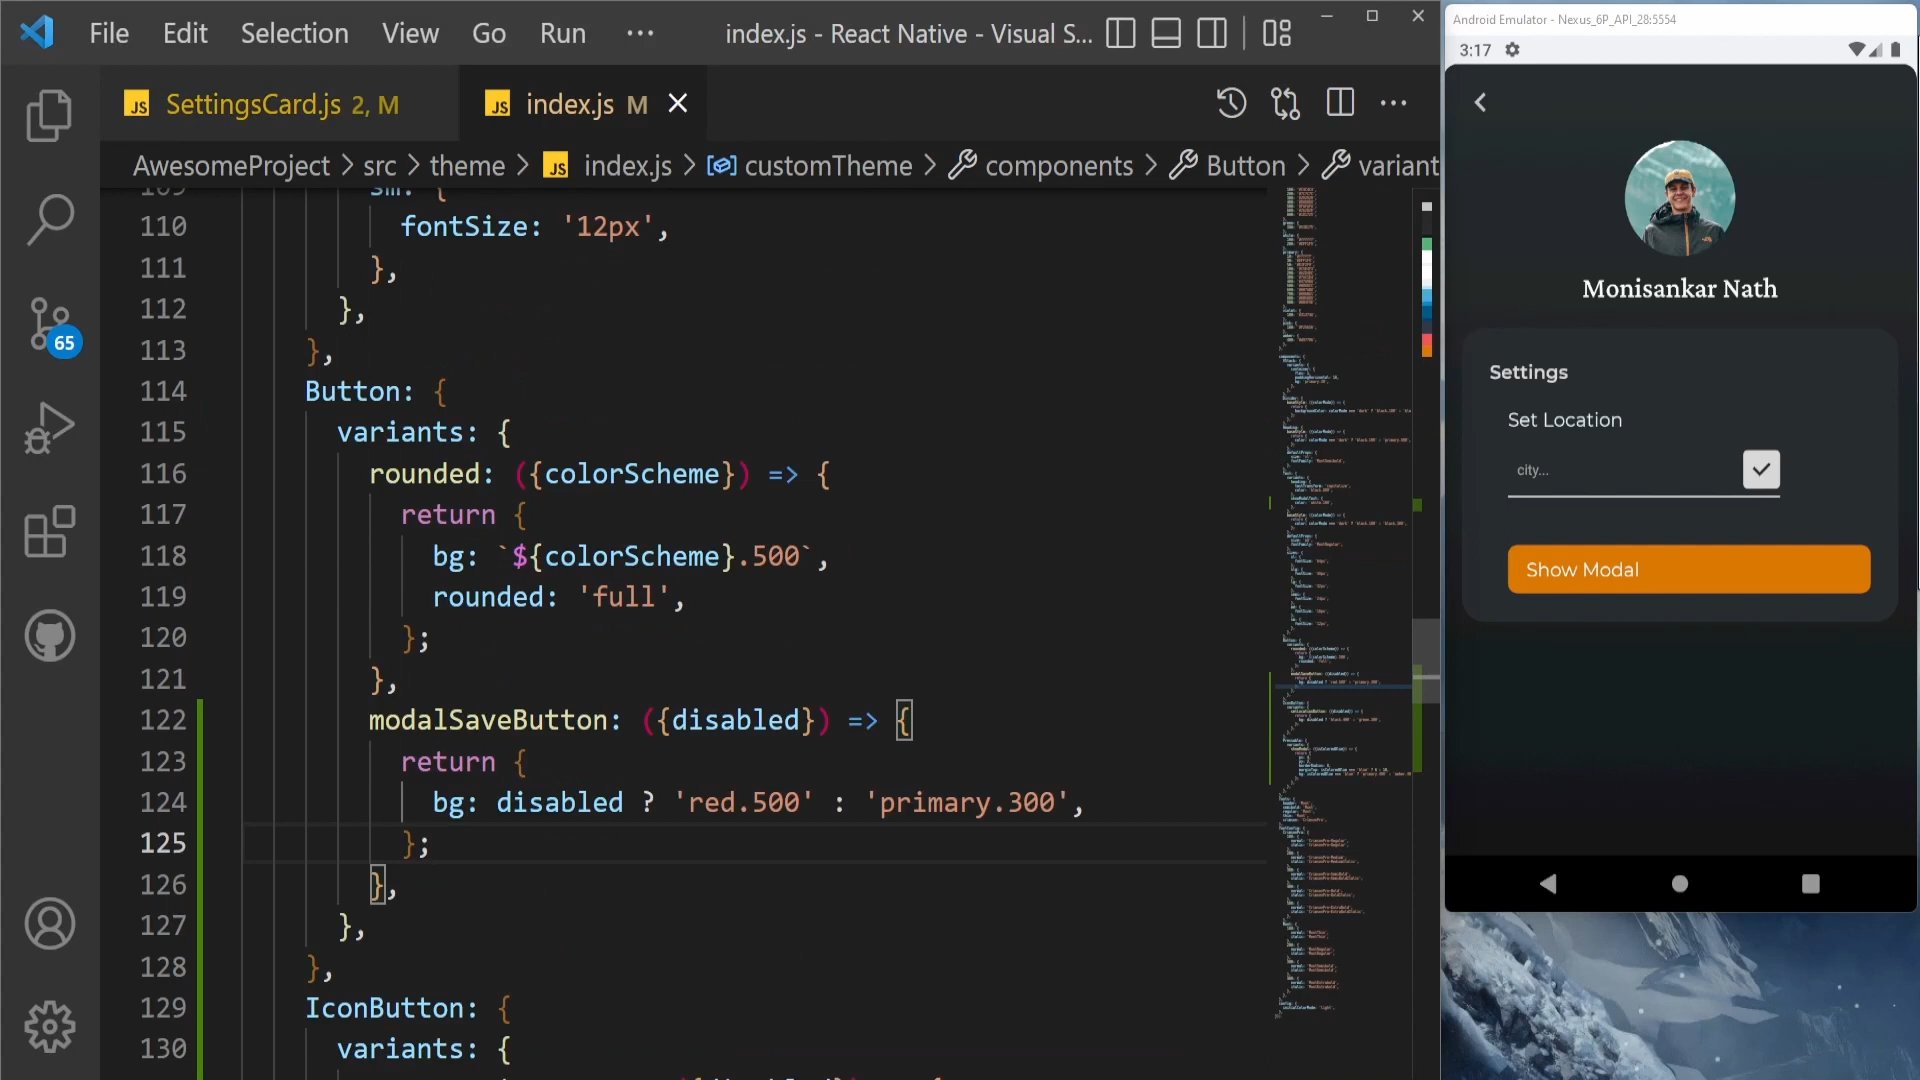 File Edit Selection View Go Run ··· index.js - React Native - Visual S...
SettingsCard.js 2, M index.js M
AwesomeProject > src > theme > index.js > customTheme > components > Button > variant
109 sm: {
110 fontSize: '12px',
111 },
112 },
113 },
114 Button: {
115 variants: {
116 rounded: ({colorScheme}) => {
117 return {
118 bg: `${colorScheme}.500`,
119 rounded: 'full',
120 };
121 },
122 modalSaveButton: ({disabled}) => {
123 return {
124 bg: disabled ? 'red.500' : 'primary.300',
125 };
126 },
127 },
128 },
129 IconButton: {
130 variants: {
65
Android Emulator - Nexus_6P_API_28:5554
3:17
Monisankar Nath
Settings
Set Location
city...
Show Modal